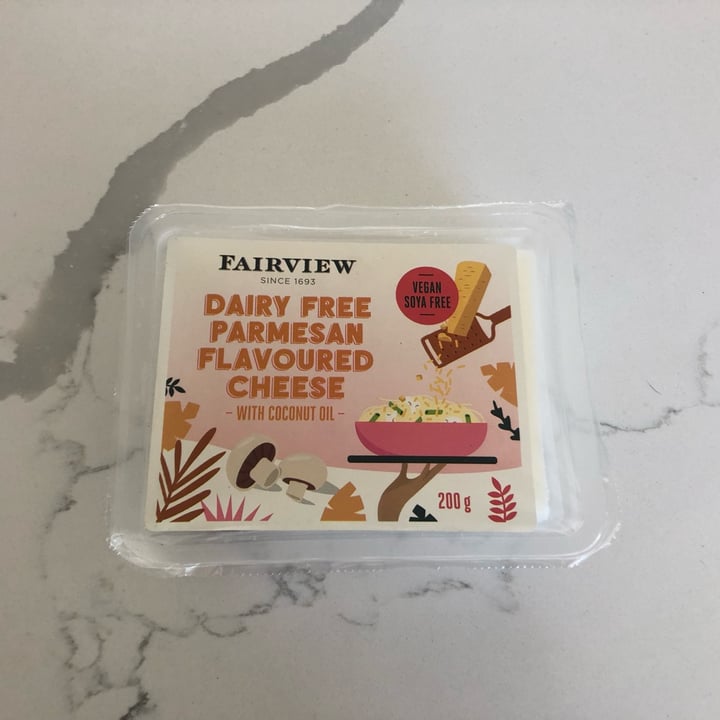 FAIRVIEW
SINCE 1693
DAIRY FREE
PARMESAN
FLAVOURED
CHEESE
– WITH COCONUT OIL –
VEGAN
SOYA FREE
200 g